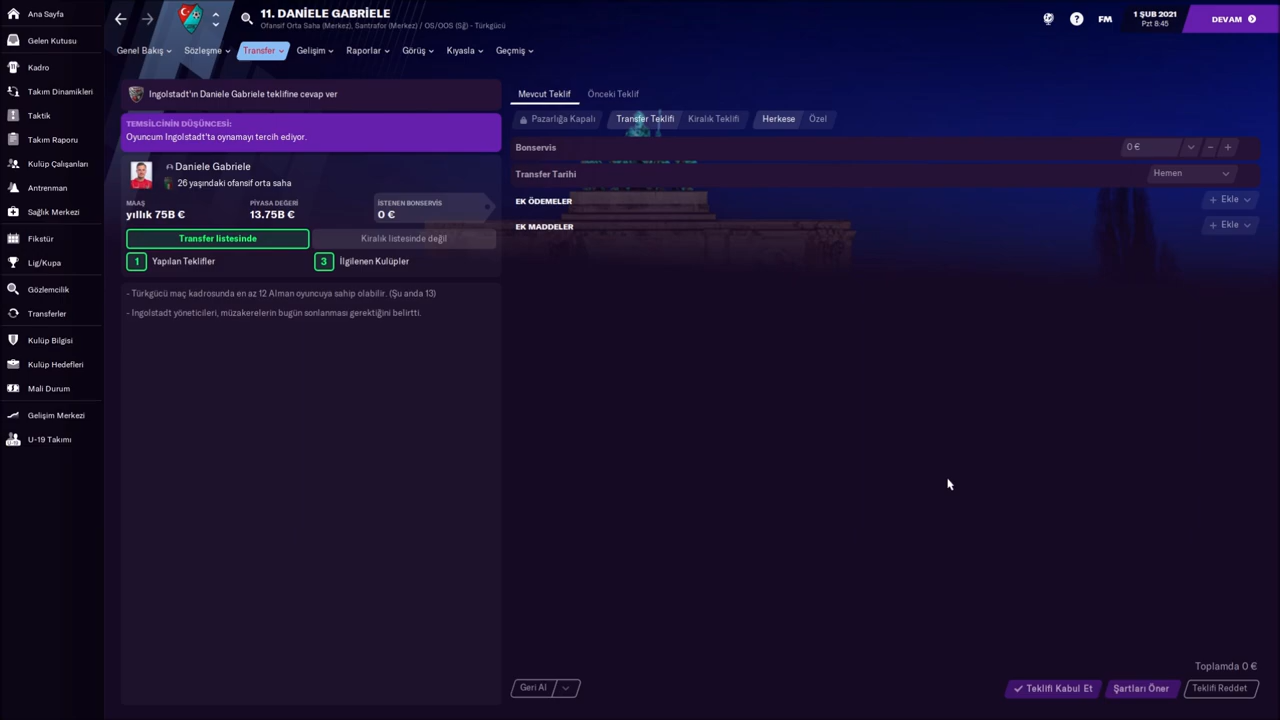 Ana Sayfa
Gelen Kutusu
Kadro
Takım Dinamikleri
Taktik
Takım Raporu
Kulüp Çalışanları
Antrenman
Sağlık Merkezi
Fikstür
Lig/Kupa
Gözlemcilik
Transferler
Kulüp Bilgisi
Kulüp Hedefleri
Mali Durum
Gelişim Merkezi
U-19 Takımı
11. DANİELE GABRİELE
Ofansif Orta Saha (Merkez), Santrafor (Merkez) / OS/OOS (Sğ) - Türkgücü
FM
1 ŞUB 2021
Pzt 8:45
DEVAM
Genel Bakış
Sözleşme
Transfer
Gelişim
Raporlar
Görüş
Kıyasla
Geçmiş
Ingolstadt'ın Daniele Gabriele teklifine cevap ver
TEMSİLCİNİN DÜŞÜNCESİ:
Oyuncum Ingolstadt'ta oynamayı tercih ediyor.
Daniele Gabriele
26 yaşındaki ofansif orta saha
MAAŞ
yıllık 75B €
PİYASA DEĞERİ
13.75B €
İSTENEN BONSERVİS
0 €
Transfer listesinde
Kiralık listesinde değil
1 Yapılan Teklifler
3 İlgilenen Kulüpler
- Türkgücü maç kadrosunda en az 12 Alman oyuncuya sahip olabilir. (Şu anda 13)
- Ingolstadt yöneticileri, müzakerelerin bugün sonlanması gerektiğini belirtti.
Mevcut Teklif
Önceki Teklif
Pazarlığa Kapalı
Transfer Teklifi
Kiralık Teklifi
Herkese
Özel
Bonservis
0 €
Transfer Tarihi
Hemen
EK ÖDEMELER
Ekle
EK MADDELER
Ekle
Toplamda 0 €
Geri Al
Teklifi Kabul Et
Şartları Öner
Teklifi Reddet